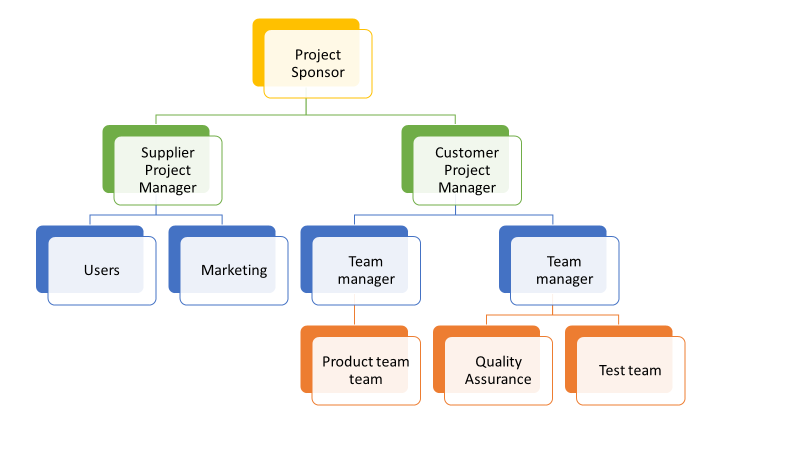 Project
Sponsor
Supplier
Project
Manager
Customer
Project
Manager
Users
Marketing
Team
manager
Team
manager
Product team
team
Quality
Assurance
Test team